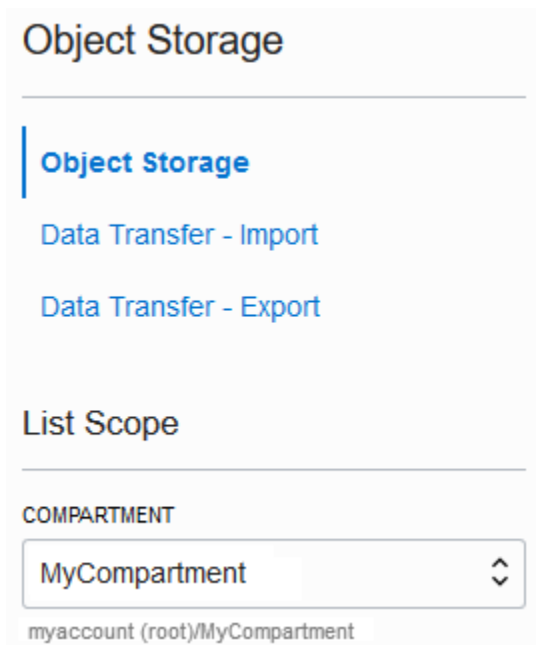 Object Storage
Object Storage
Data Transfer - Import
Data Transfer - Export
List Scope
COMPARTMENT
MyCompartment
myaccount (root)/MyCompartment